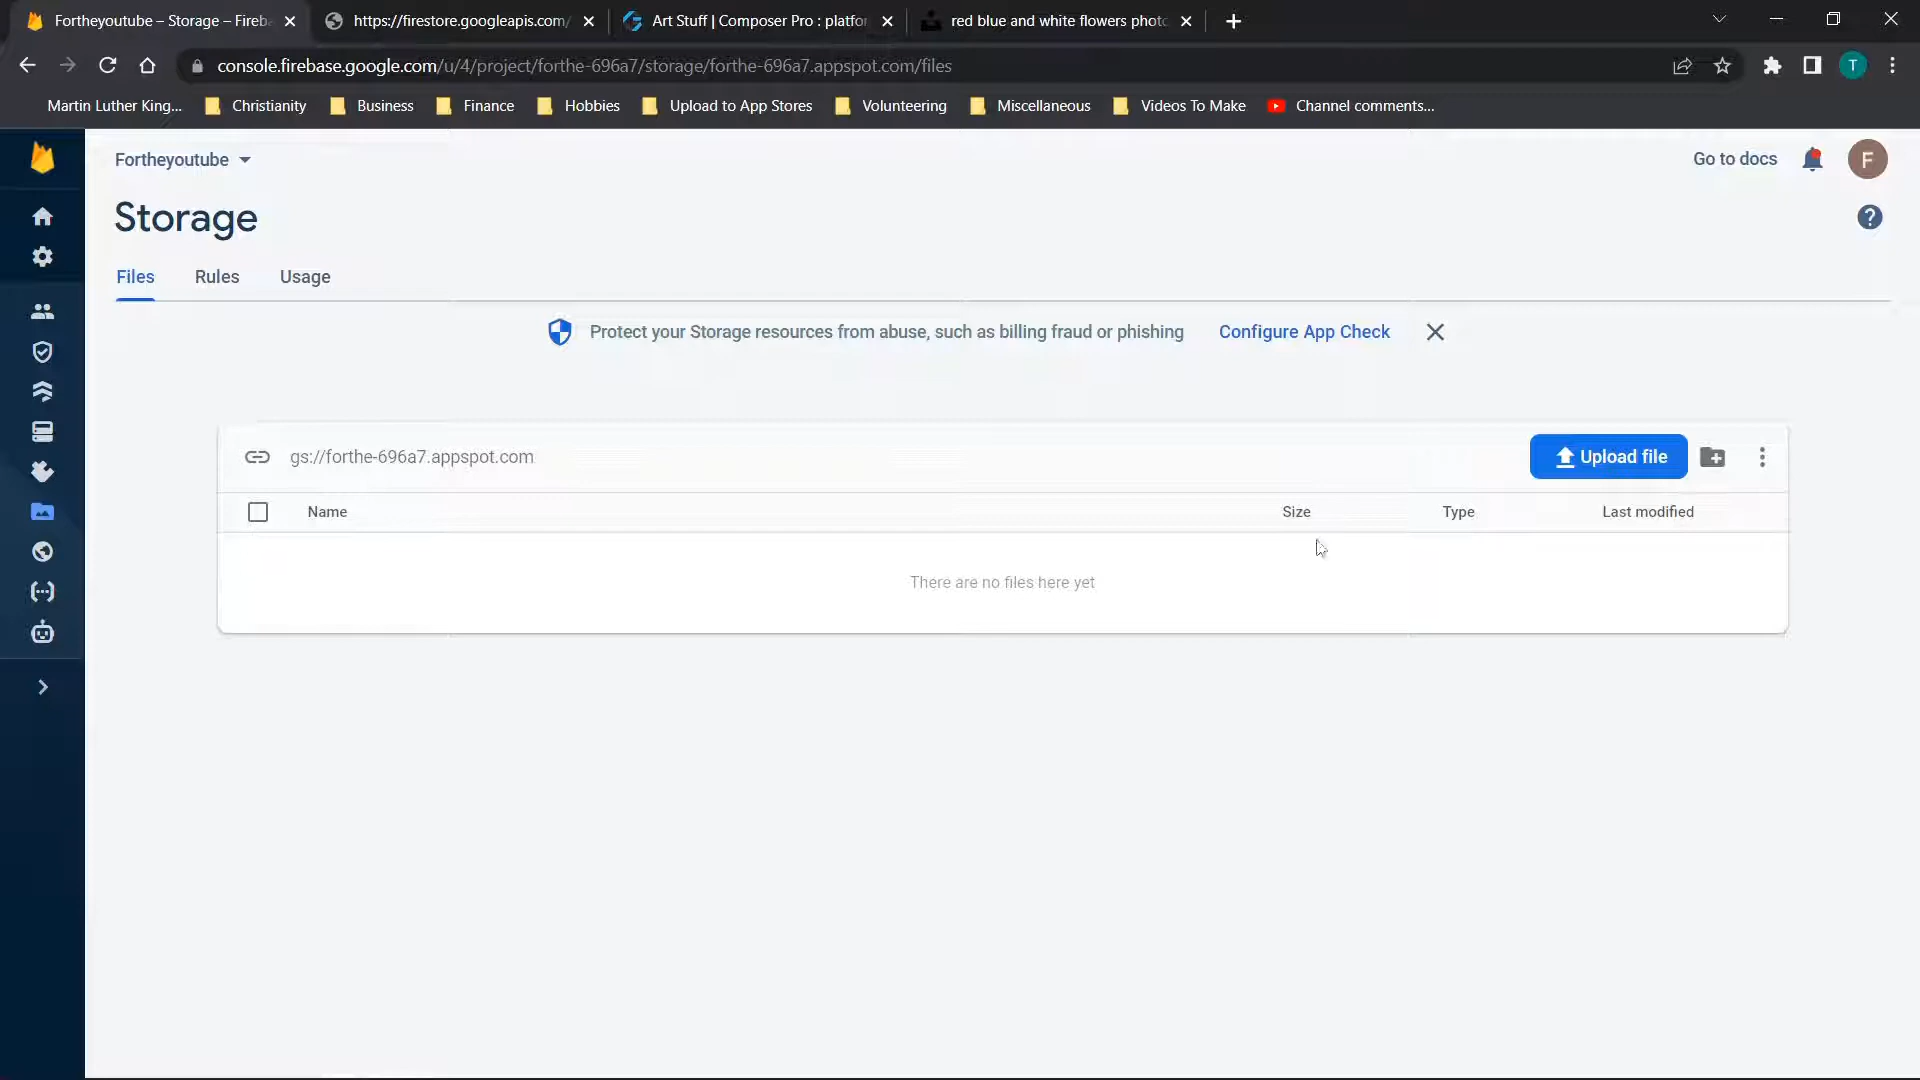 Fortheyoutube – Storage – Fireba
https://firestore.googleapis.com/
Art Stuff | Composer Pro : platfor
red blue and white flowers photo
console.firebase.google.com/u/4/project/forthe-696a7/storage/forthe-696a7.appspot.com/files
T
Martin Luther King...
Christianity
Business
Finance
Hobbies
Upload to App Stores
Volunteering
Miscellaneous
Videos To Make
Channel comments...
Fortheyoutube
Go to docs
F
Storage
?
Files
Rules
Usage
Protect your Storage resources from abuse, such as billing fraud or phishing
Configure App Check
gs://forthe-696a7.appspot.com
Upload file
Name
Size
Type
Last modified
There are no files here yet